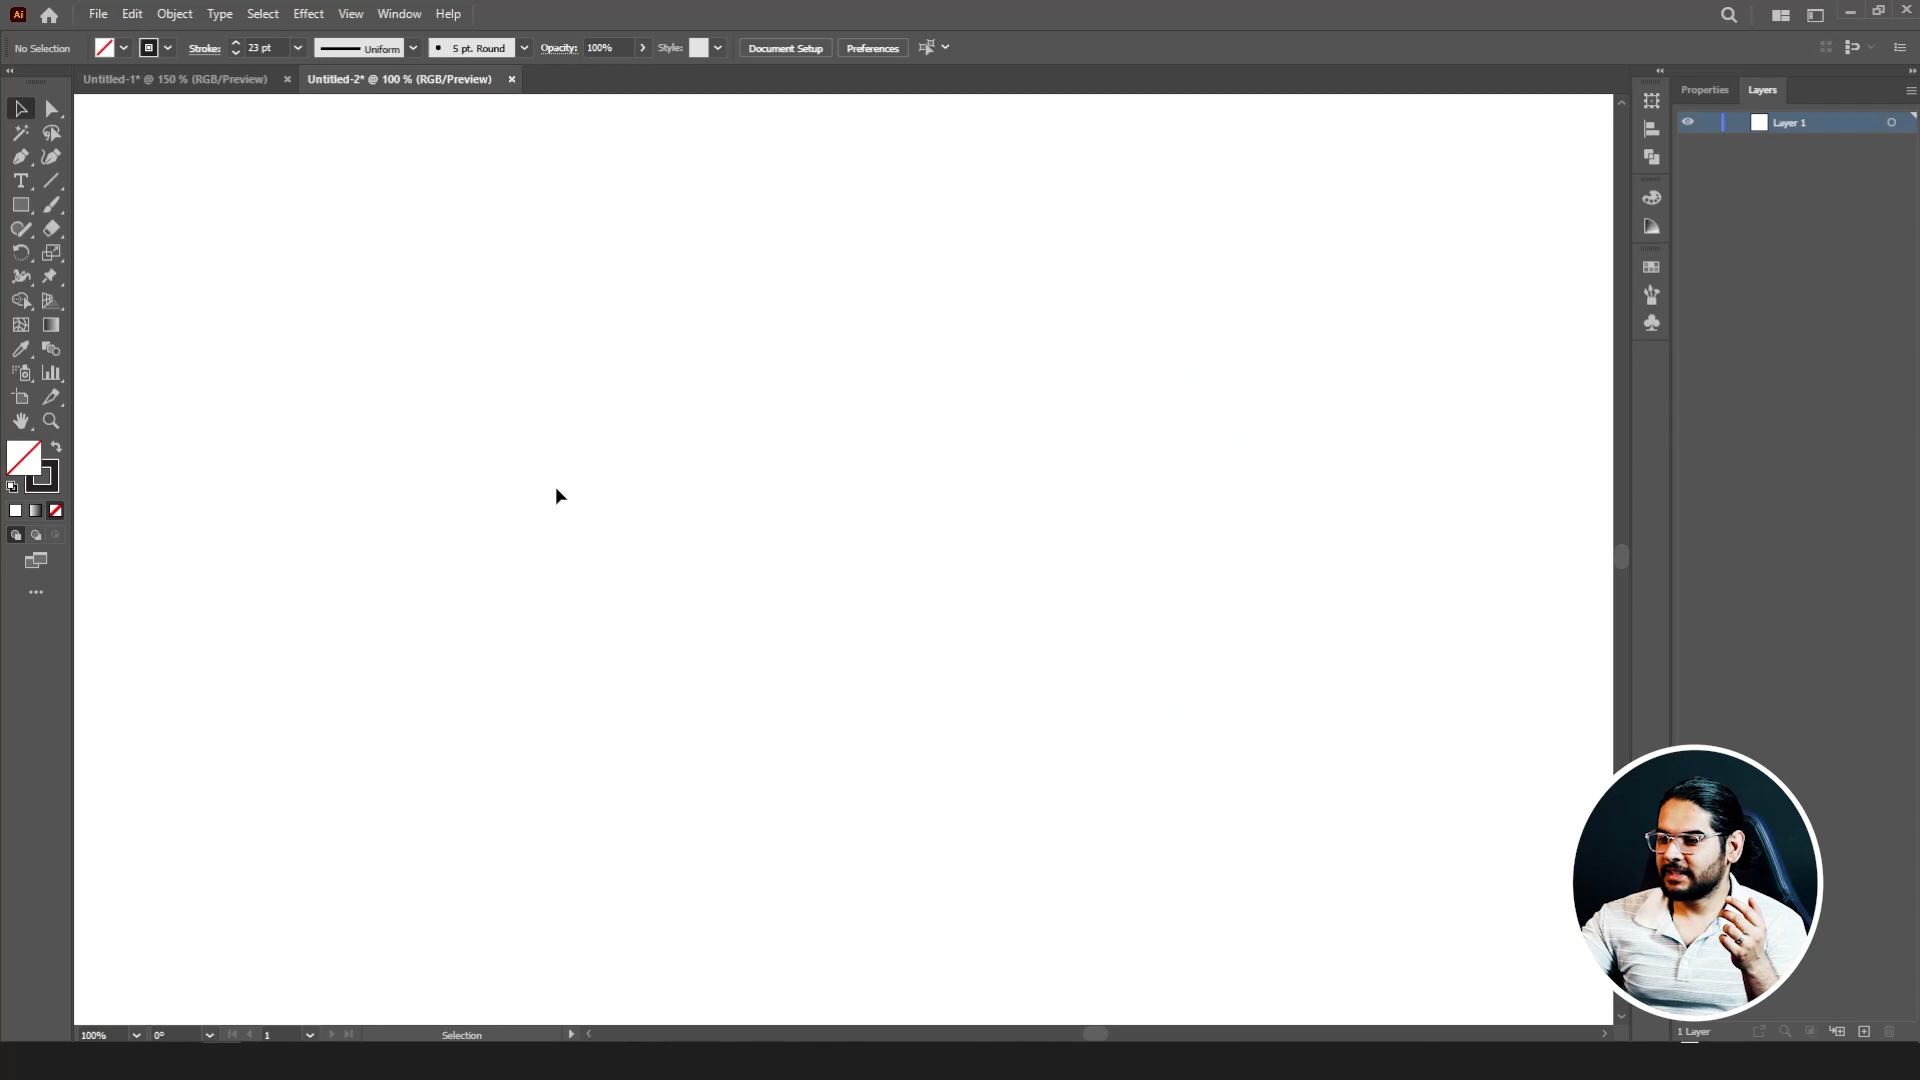 Ai File Edit Object Type Select Effect View Window Help
No Selection Stroke: 23 pt Uniform 5 pt. Round Opacity: 100% Style: Document Setup Preferences
Untitled-1* @ 150 % (RGB/Preview) Untitled-2* @ 100 % (RGB/Preview)
Properties Layers
Layer 1
100% 0° 1 Selection
1 Layer